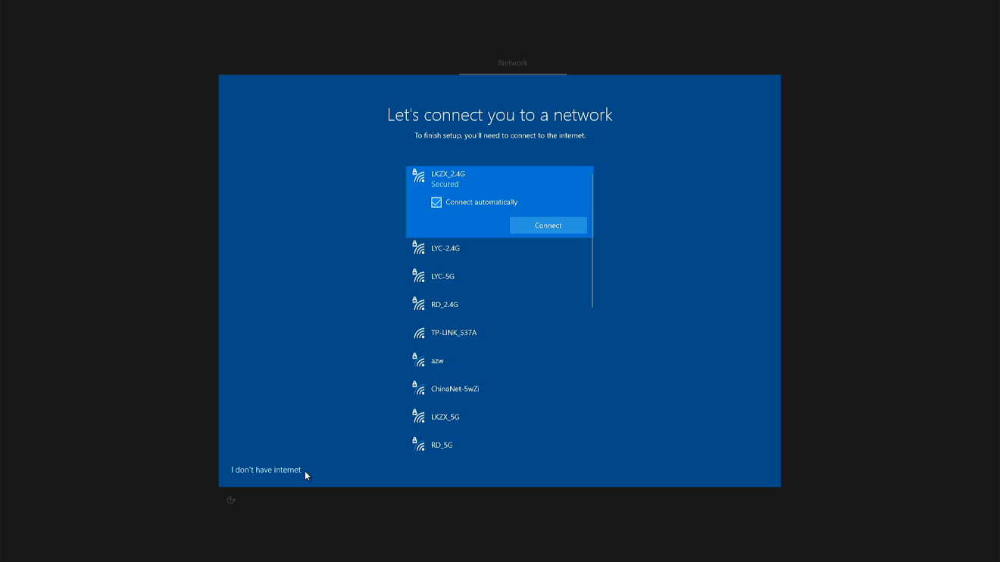 Network
Let's connect you to a network
To finish setup, you'll need to connect to the internet.
LKZX_2.4G
Secured
Connect automatically
Connect
LYC-2.4G
LYC-5G
RD_2.4G
TP-LINK_537A
azw
ChinaNet-5wZi
LKZX_5G
RD_5G
I don't have internet